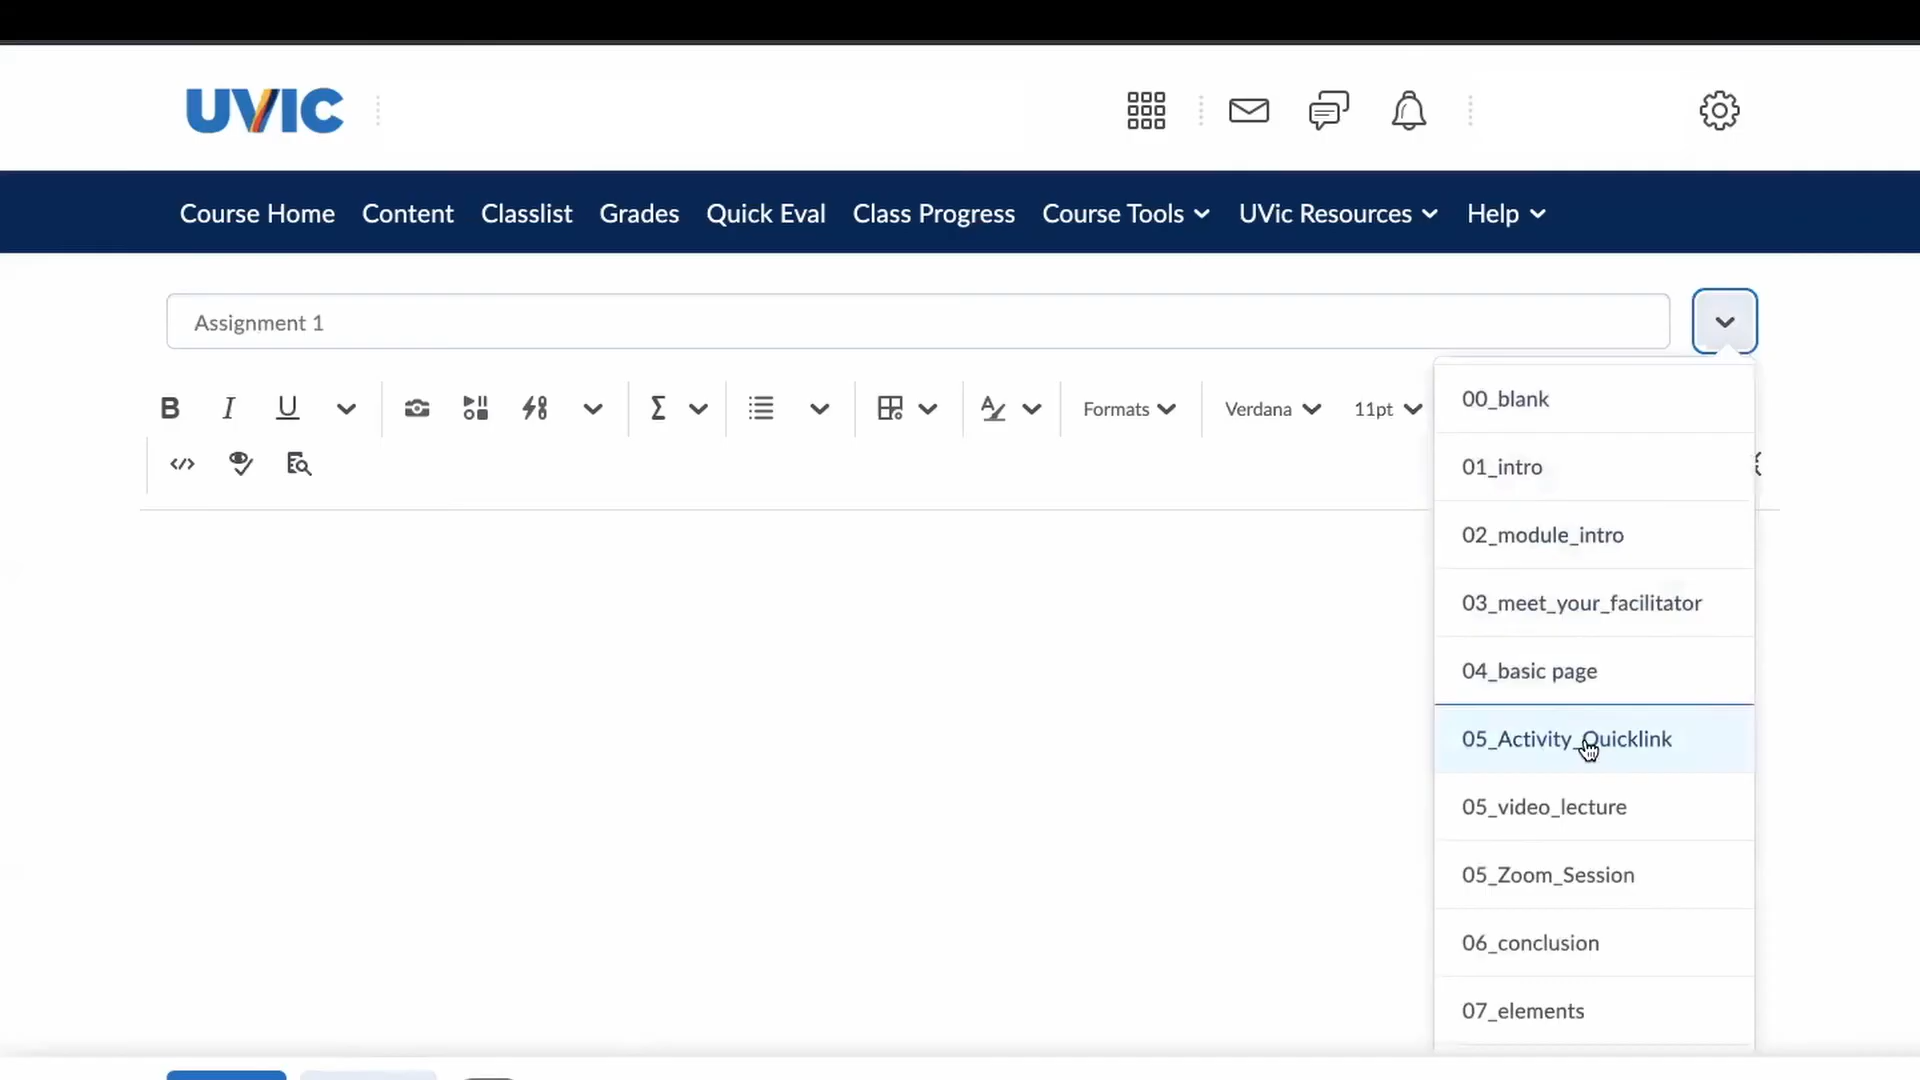 UVIC
Course Home Content Classlist Grades Quick Eval Class Progress Course Tools UVic Resources Help
Assignment 1
B I U Σ Formats Verdana 11pt
</>
00_blank
01_intro
02_module_intro
03_meet_your_facilitator
04_basic page
05_Activity_Quicklink
05_video_lecture
05_Zoom_Session
06_conclusion
07_elements